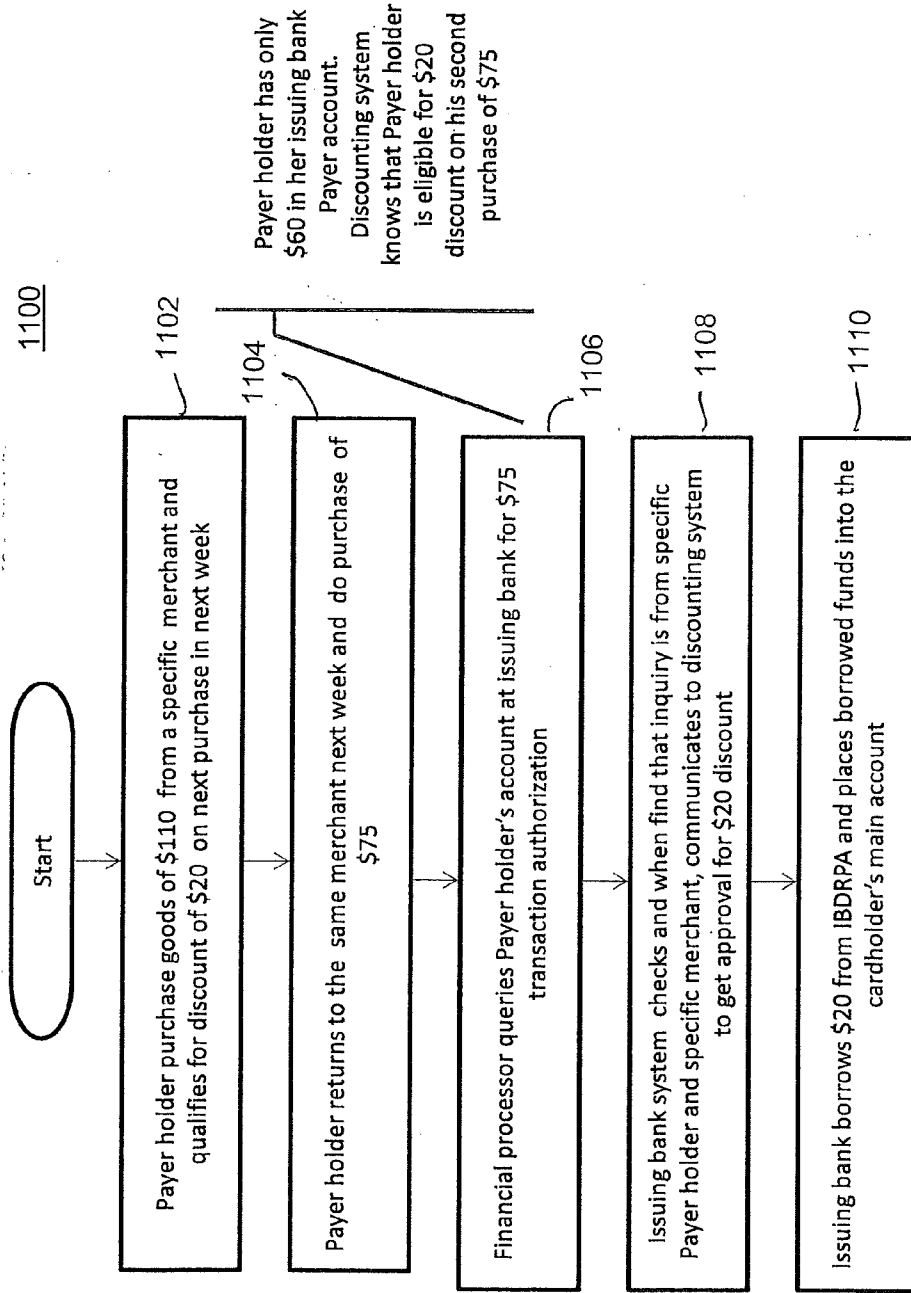 1100
Start
Payer holder purchase goods of $110 from a specific merchant and
qualifies for discount of $20 on next purchase in next week
1102
Payer holder returns to the same merchant next week and do purchase of
$75
1104
Payer holder has only
$60 in her issuing bank
Payer account.
Discounting system
knows that Payer holder
is eligible for $20
discount on his second
purchase of $75
Financial processor queries Payer holder's account at issuing bank for $75
transaction authorization
1106
Issuing bank system checks and when find that inquiry is from specific
Payer holder and specific merchant, communicates to discounting system
to get approval for $20 discount
1108
Issuing bank borrows $20 from IBDRPA and places borrowed funds into the
cardholder's main account
1110